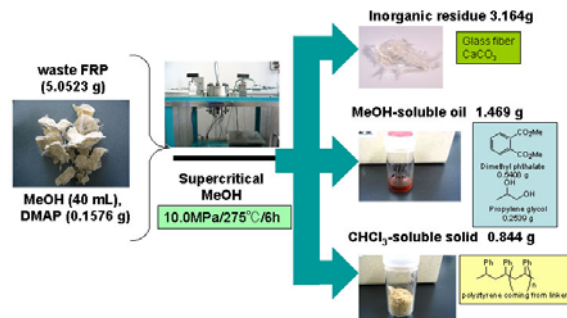 waste FRP
(5.0523 g)
MeOH (40 mL),
DMAP (0.1576 g)
Supercritical
MeOH
10.0MPa/275℃/6h
Inorganic residue 3.164g
Glass fiber
CaCO₃
MeOH-soluble oil 1.469 g
CO₂Me
CO₂Me
Dimethyl phthalate
0.5408 g
OH
OH
Propylene glycol
0.2539 g
CHCl₃-soluble solid 0.844 g
Ph Ph Ph
n
polystyrene coming from linker